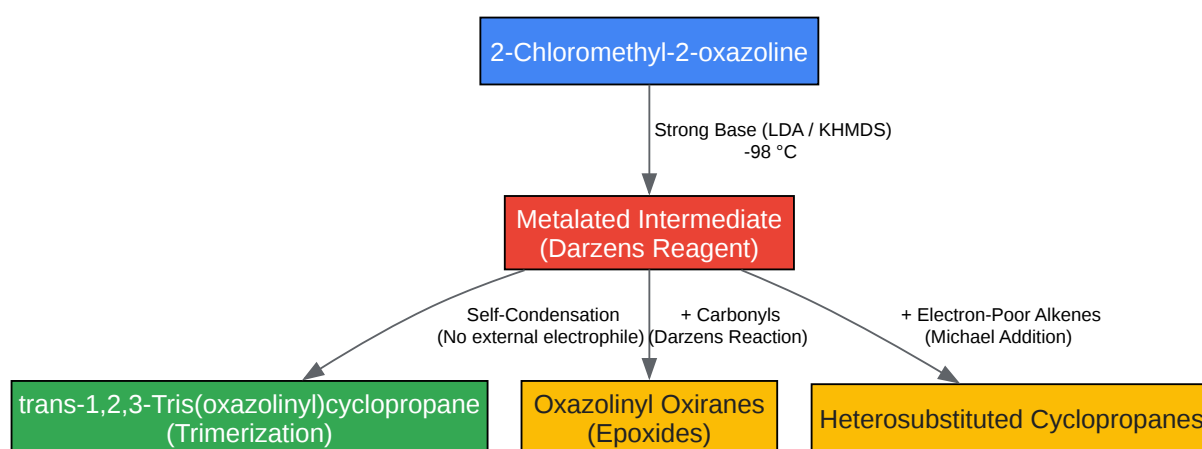 2-Chloromethyl-2-oxazoline
Strong Base (LDA / KHMDS)
-98 °C
Metalated Intermediate
(Darzens Reagent)
Self-Condensation
(No external electrophile)
+ Carbonyls
(Darzens Reaction)
+ Electron-Poor Alkenes
(Michael Addition)
trans-1,2,3-Tris(oxazolinyl)cyclopropane
(Trimerization)
Oxazolinyl Oxiranes
(Epoxides)
Heterosubstituted Cyclopropanes